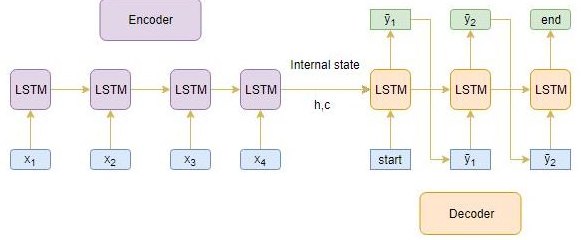 Encoder
ȳ₁ ȳ₂ end
Internal state
LSTM LSTM LSTM LSTM LSTM LSTM LSTM
h,c
x₁ x₂ x₃ x₄ start ȳ₁ ȳ₂
Decoder